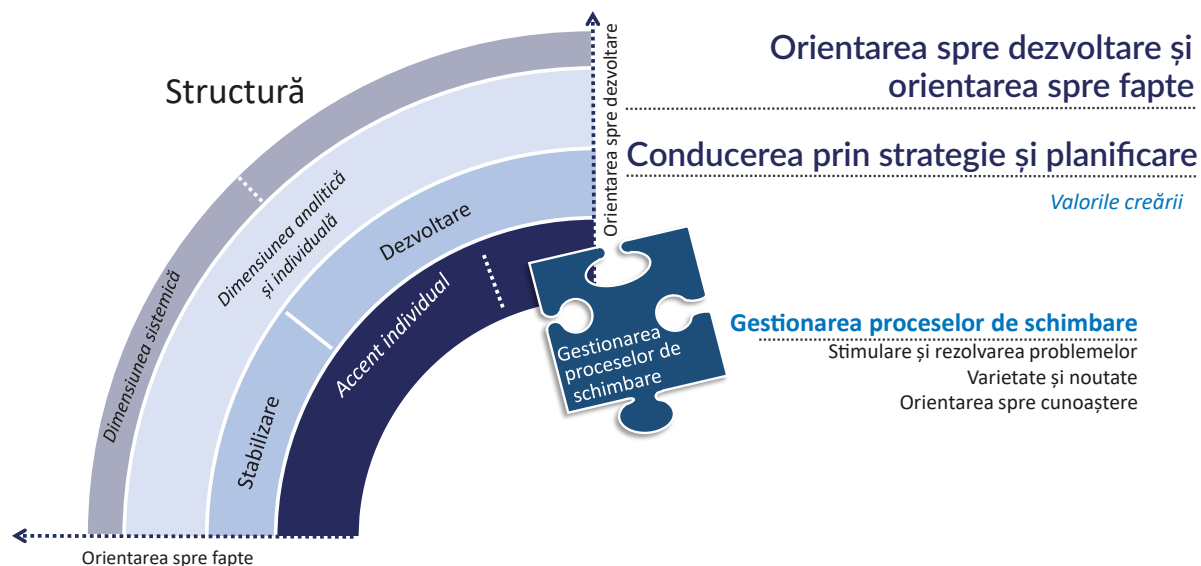 Structură
Dimensiunea sistemică
Dimensiunea analitică
și individuală
Stabilizare
Dezvoltare
Accent individual
Orientarea spre dezvoltare
Orientarea spre fapte
Gestionarea
proceselor de
schimbare
Orientarea spre dezvoltare și
orientarea spre fapte
Conducerea prin strategie și planificare
Valorile creării
Gestionarea proceselor de schimbare
Stimulare și rezolvarea problemelor
Varietate și noutate
Orientarea spre cunoaștere